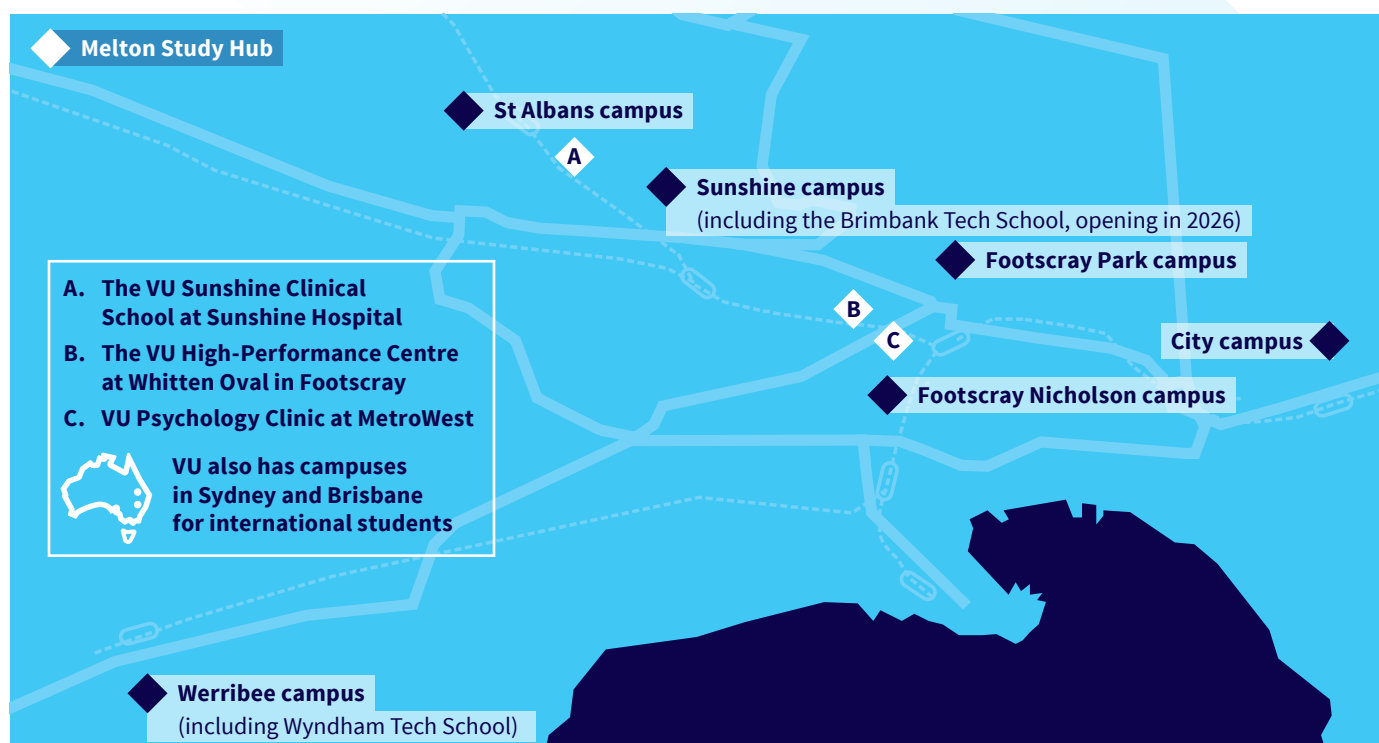 Melton Study Hub
St Albans campus
A
Sunshine campus
(including the Brimbank Tech School, opening in 2026)
Footscray Park campus
B
C
City campus
Footscray Nicholson campus
A. The VU Sunshine Clinical
School at Sunshine Hospital
B. The VU High-Performance Centre
at Whitten Oval in Footscray
C. VU Psychology Clinic at MetroWest
VU also has campuses
in Sydney and Brisbane
for international students
Werribee campus
(including Wyndham Tech School)